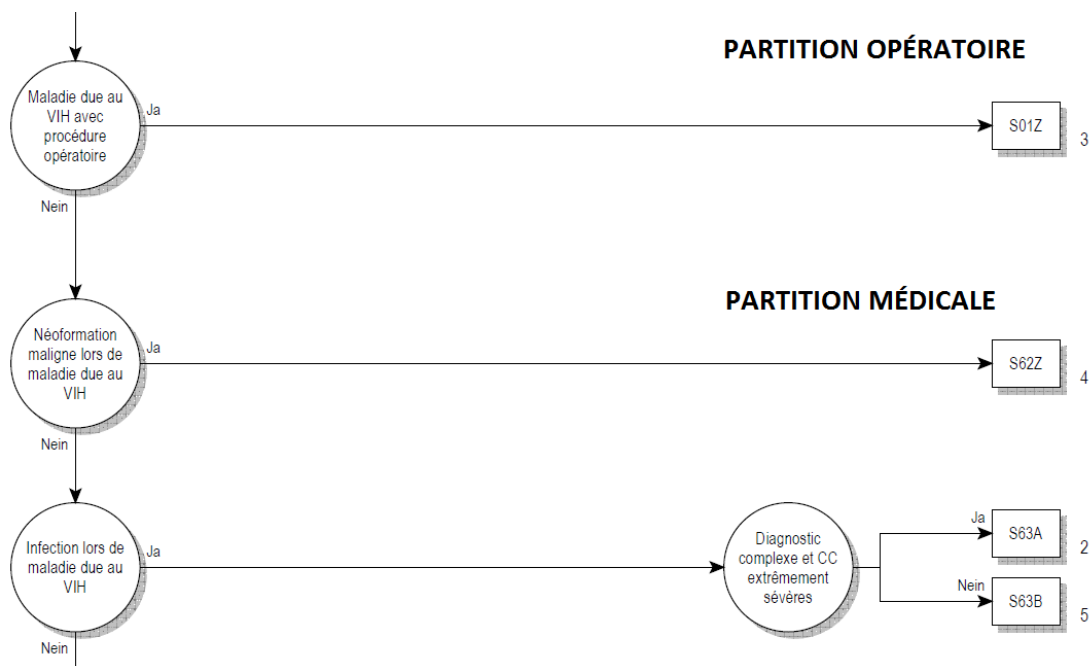 PARTITION OPÉRATOIRE
Maladie due au
VIH avec
procédure
opératoire
Ja
S01Z
3
Nein
PARTITION MÉDICALE
Néoformation
maligne lors de
maladie due au
VIH
Ja
S62Z
4
Nein
Infection lors de
maladie due au
VIH
Ja
Diagnostic
complexe et CC
extrêmement
sévères
Ja
S63A
2
Nein
S63B
5
Nein